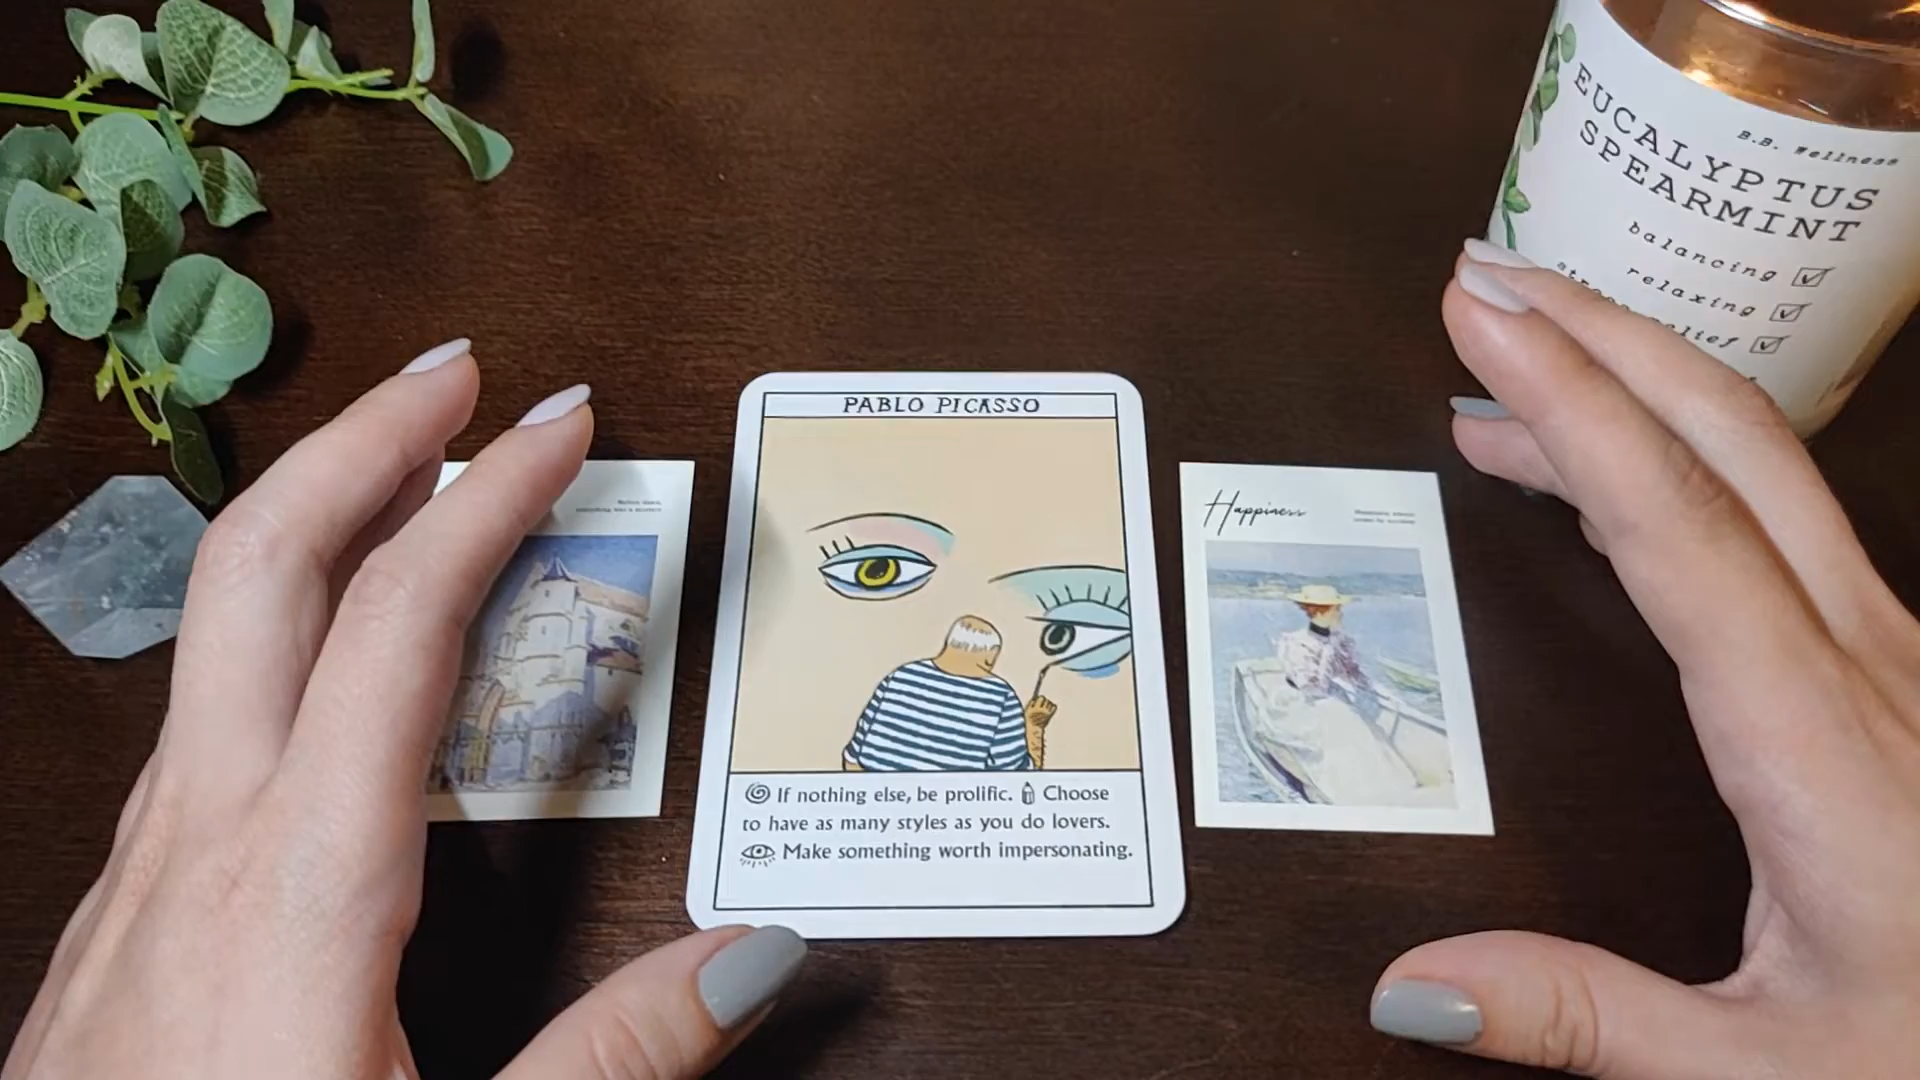 B.B. Wellness
EUCALYPTUS
SPEARMINT
balancing
relaxing
PABLO PICASSO
Happiness
If nothing else, be prolific. Choose
to have as many styles as you do lovers.
Make something worth impersonating.